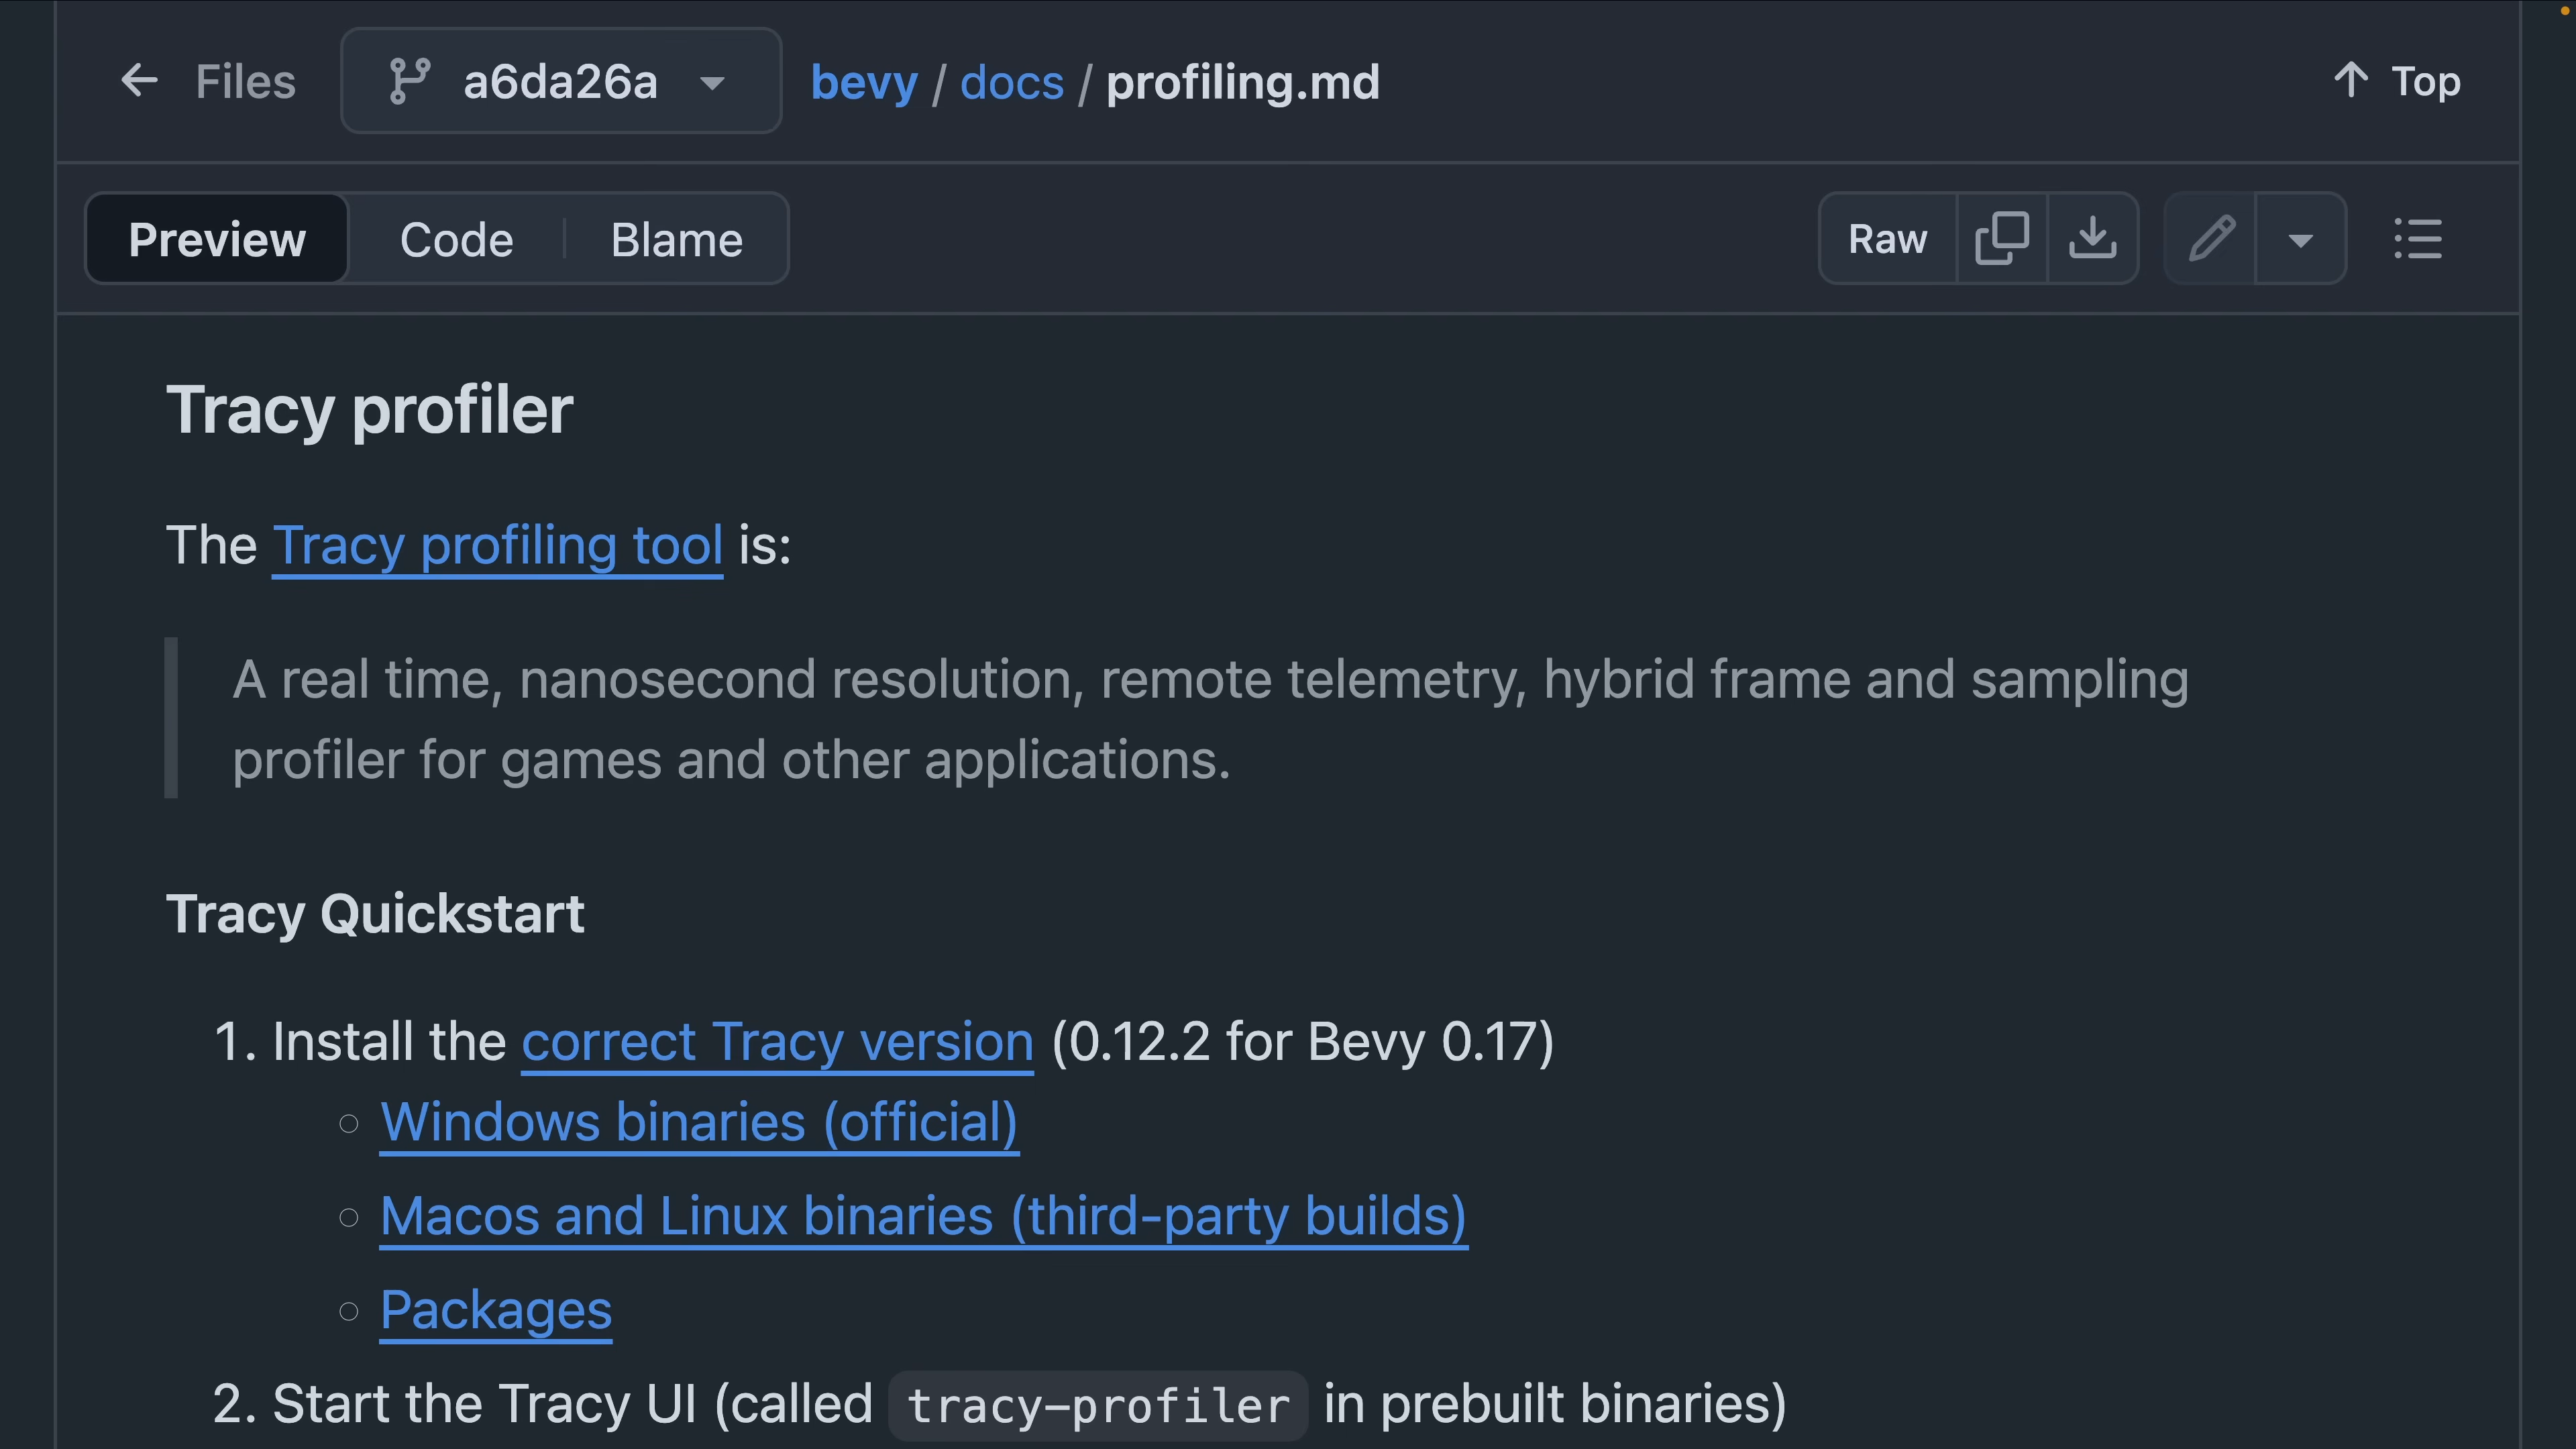 Files a6da26a bevy / docs / profiling.md Top
Preview Code Blame Raw
Tracy profiler
The Tracy profiling tool is:
A real time, nanosecond resolution, remote telemetry, hybrid frame and sampling
profiler for games and other applications.
Tracy Quickstart
1. Install the correct Tracy version (0.12.2 for Bevy 0.17)
Windows binaries (official)
Macos and Linux binaries (third-party builds)
Packages
2. Start the Tracy UI (called tracy-profiler in prebuilt binaries)